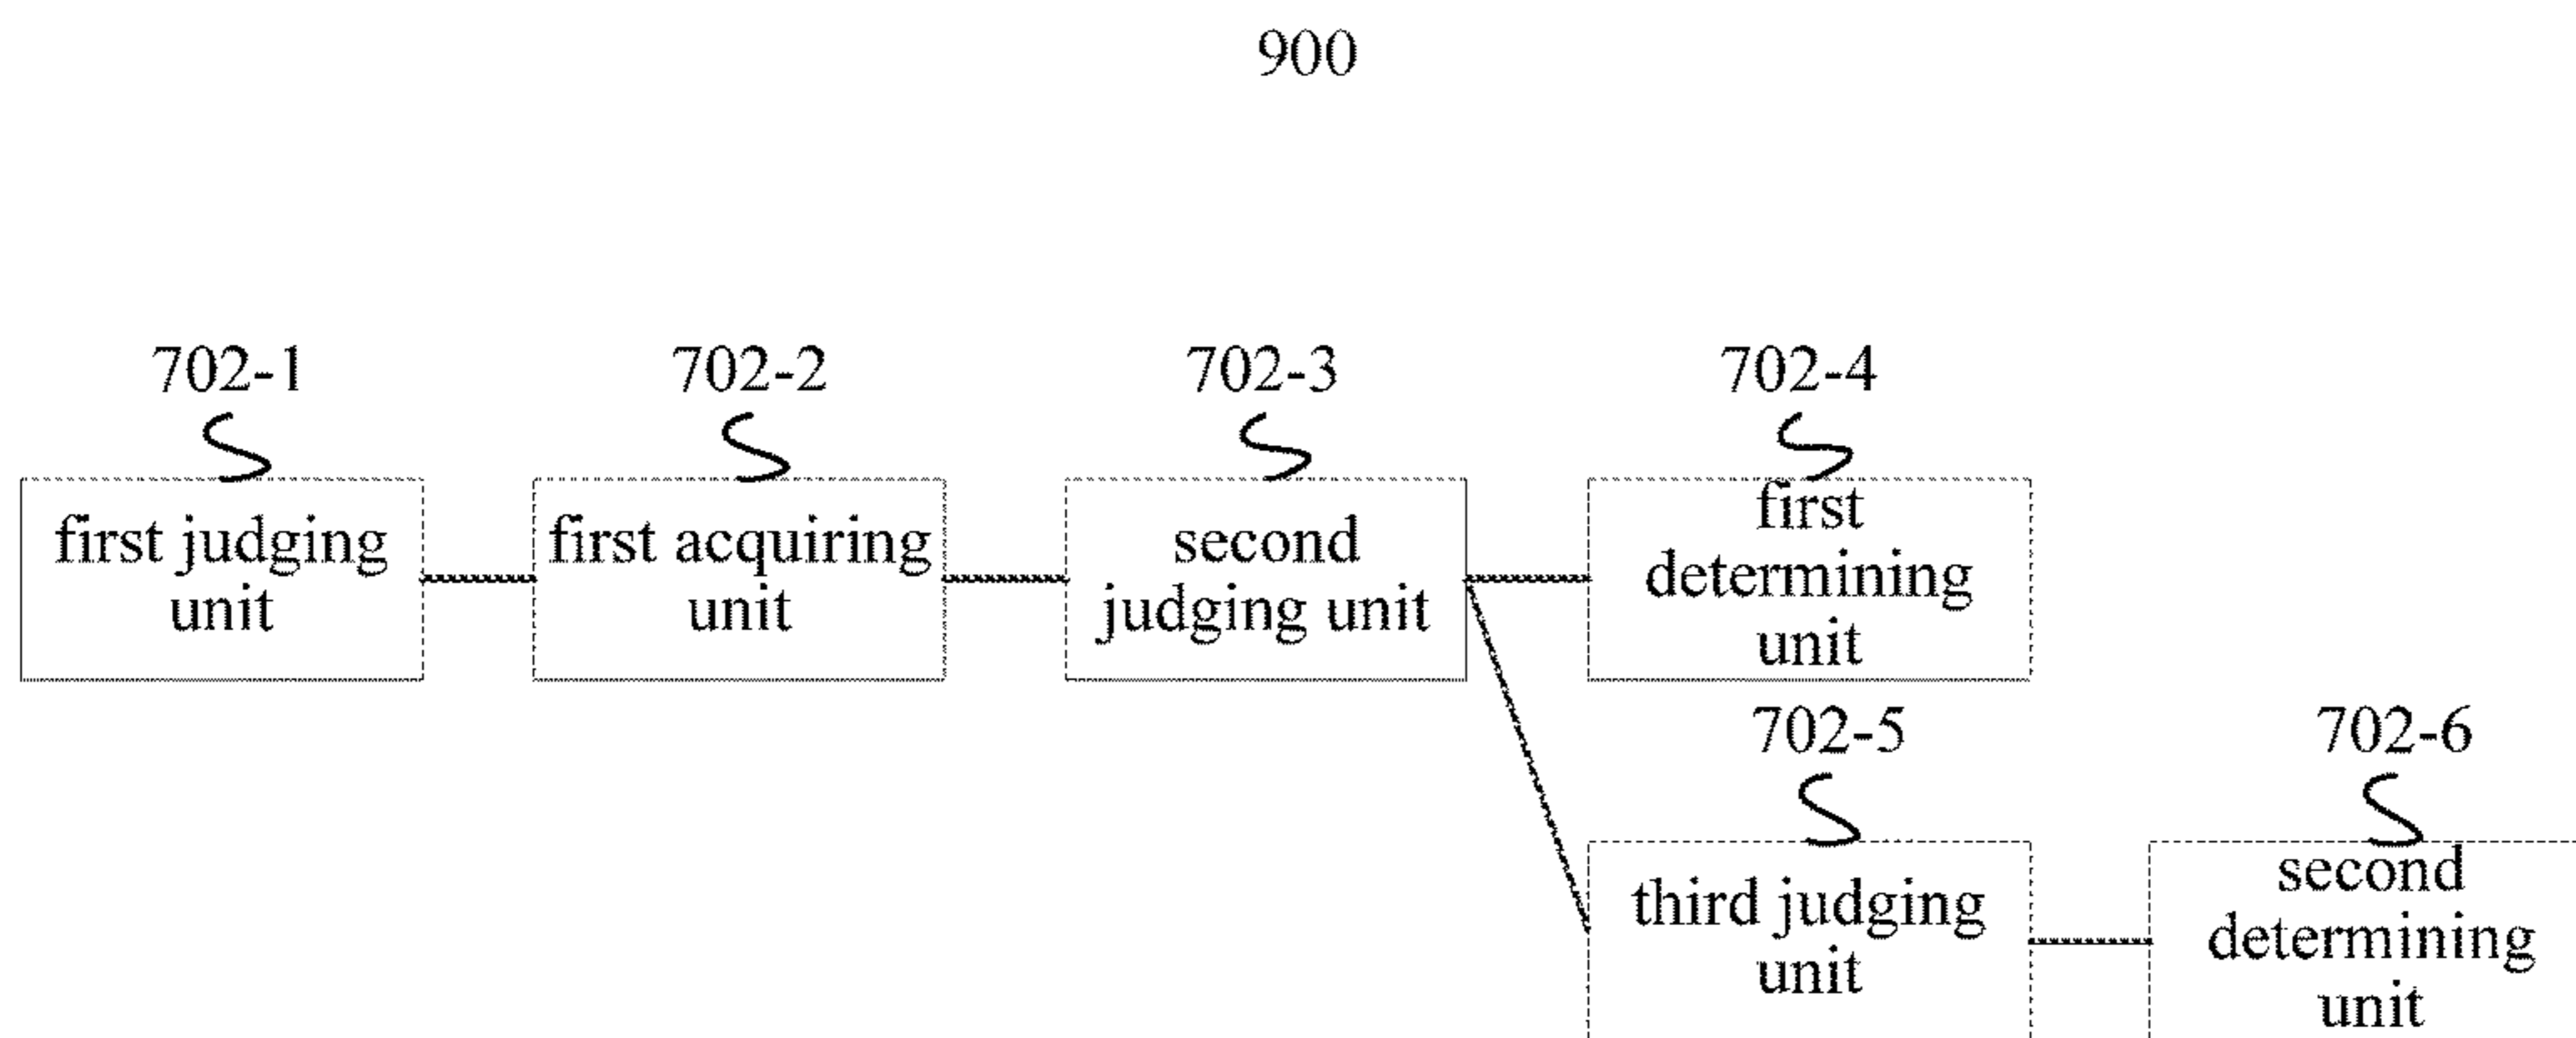 900
702-1
702-2
702-3
702-4
first judging
unit
first acquiring
unit
second
judging unit
first
determining
unit
702-5
702-6
third judging
unit
second
determining
unit